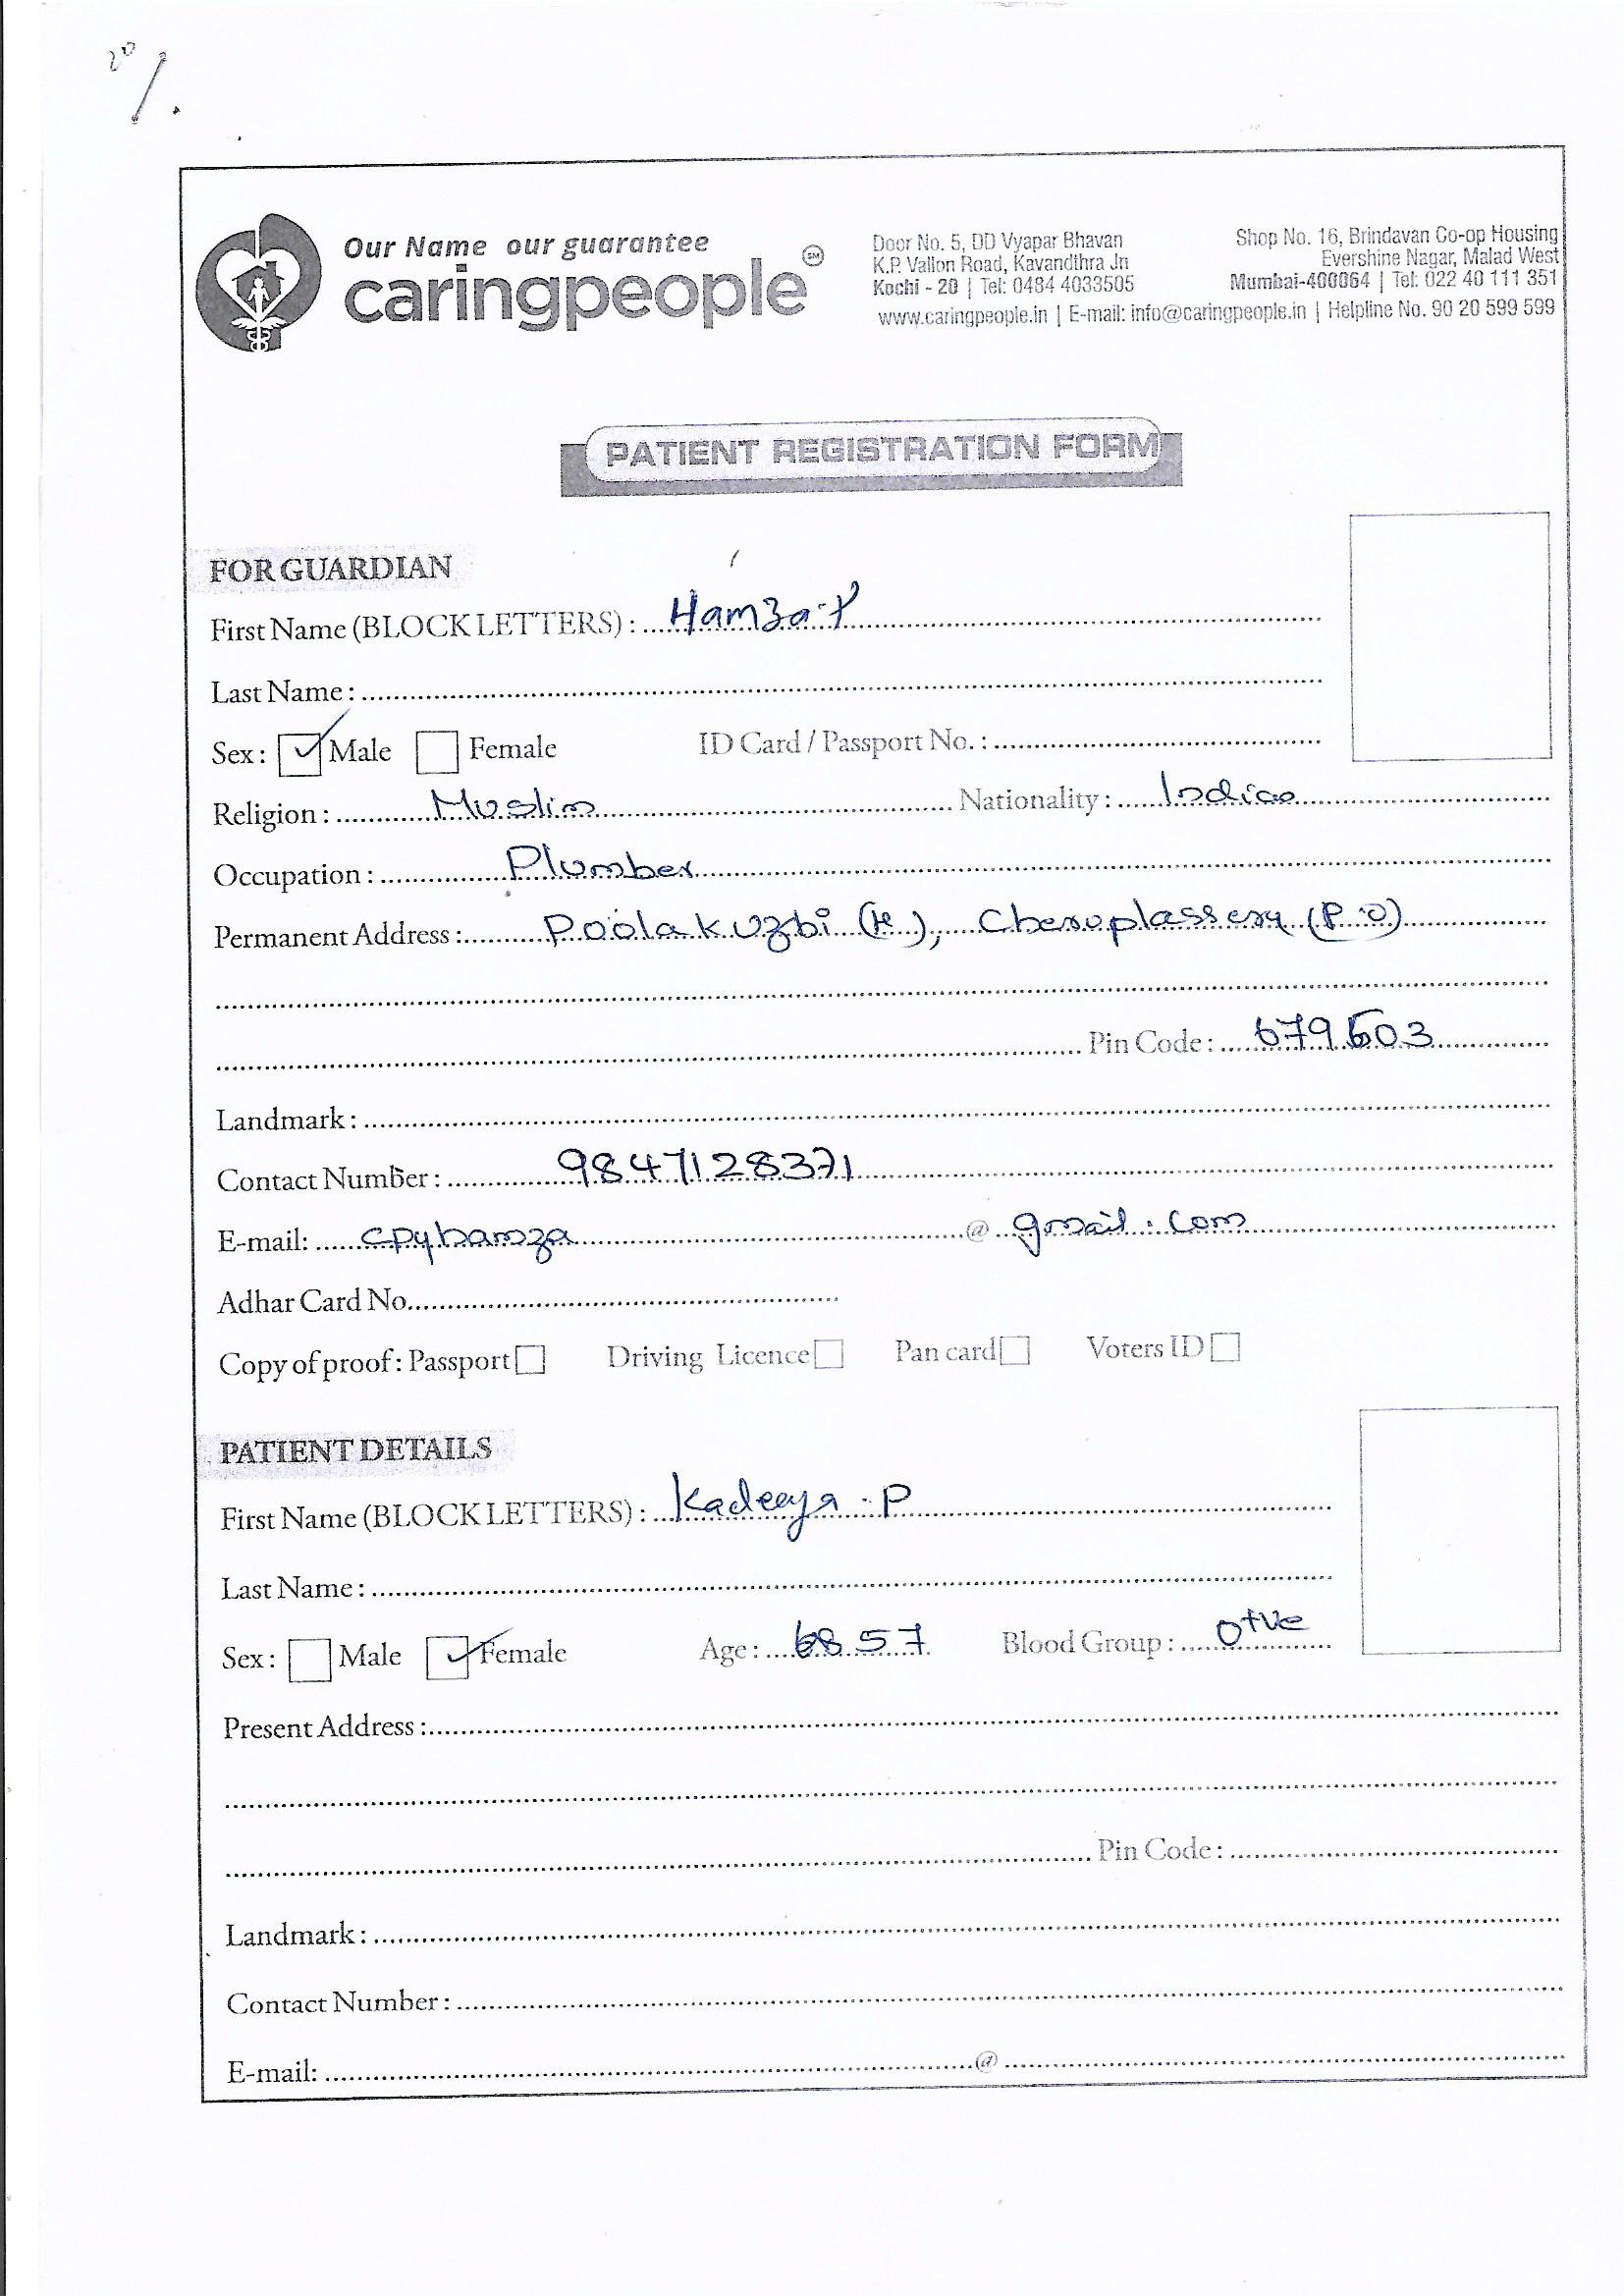 20
/.
Our Name our guarantee
caringpeople SM
Door No. 5, DD Vyapar Bhavan
K.P. Vallon Road, Kavandthra Jn
Kochi - 20 | Tel: 0484 4033505
Shop No. 16, Brindavan Co-op Housing
Evershine Nagar, Malad West
Mumbai-400064 | Tel: 022 40 111 351
www.caringpeople.in | E-mail: info@caringpeople.in | Helpline No. 90 20 599 599
PATIENT REGISTRATION FORM
FOR GUARDIAN
First Name (BLOCK LETTERS) : Hamza.P
Last Name :
Sex : Male Female ID Card / Passport No. :
Religion : Muslim Nationality : Indian
Occupation : Plumber
Permanent Address : Poolakuzhi (H), Cheruplassery (P.O)
Pin Code : 679503
Landmark :
Contact Number : 9847128371
E-mail: cpyhamza @ gmail.com
Adhar Card No.
Copy of proof : Passport Driving Licence Pan card Voters ID
PATIENT DETAILS
First Name (BLOCK LETTERS) : Kadeeya.P
Last Name :
Sex : Male Female Age : 57 Blood Group : O+ve
Present Address :
Pin Code :
Landmark :
Contact Number :
E-mail: @